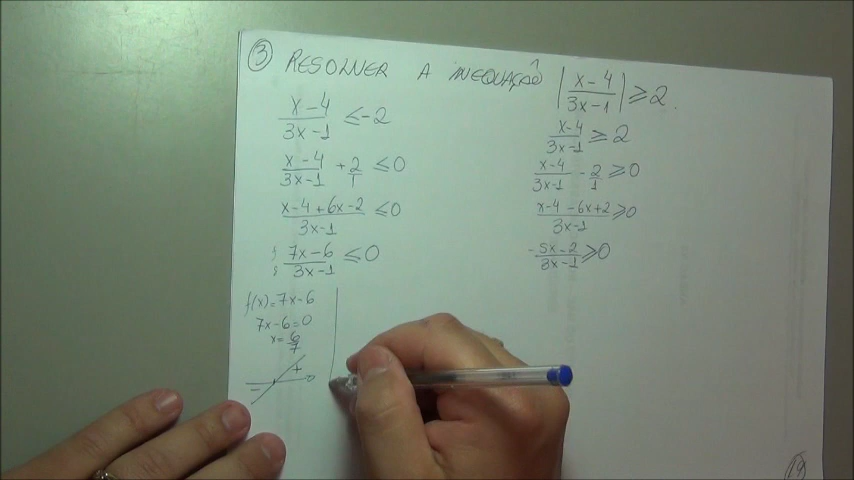 ③ RESOLVER A INEQUAÇÃO |x-4/3x-1| ≥ 2.
x-4/3x-1 ≤ -2
x-4/3x-1 + 2/1 ≤ 0
x-4+6x-2/3x-1 ≤ 0
f g 7x-6/3x-1 ≤ 0
f(x)=7x-6
7x-6=0
x=6/7
- +
x-4/3x-1 ≥ 2
x-4/3x-1 - 2/1 ≥ 0
x-4-6x+2/3x-1 ≥ 0
-5x-2/3x-1 ≥ 0